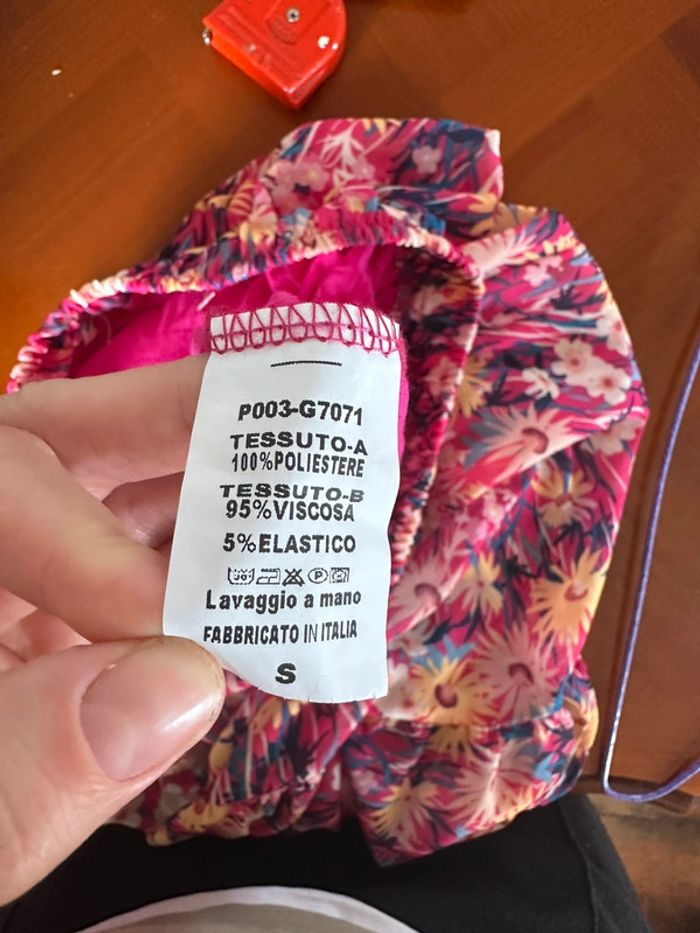 P003-G7071
TESSUTO-A
100%POLIESTERE
TESSUTO-B
95%VISCOSA
5%ELASTICO
Lavaggio a mano
FABBRICATO IN ITALIA
S